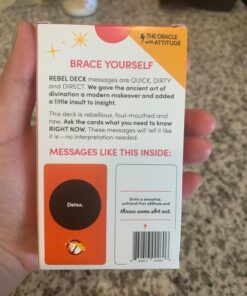 THE ORACLE
with ATTITUDE
BRACE YOURSELF
REBEL DECK messages are QUICK, DIRTY
and DIRECT. We gave the ancient art of
divination a modern makeover and added
a little insult to insight.
This deck is rebellious, foul-mouthed and
raw. Ask the cards what you need to know
RIGHT NOW. These messages will tell it like
it is —no interpretation needed.
MESSAGES LIKE THIS INSIDE:
Detox.
Drink a smoothie,
unfriend that and
throw some shit out.